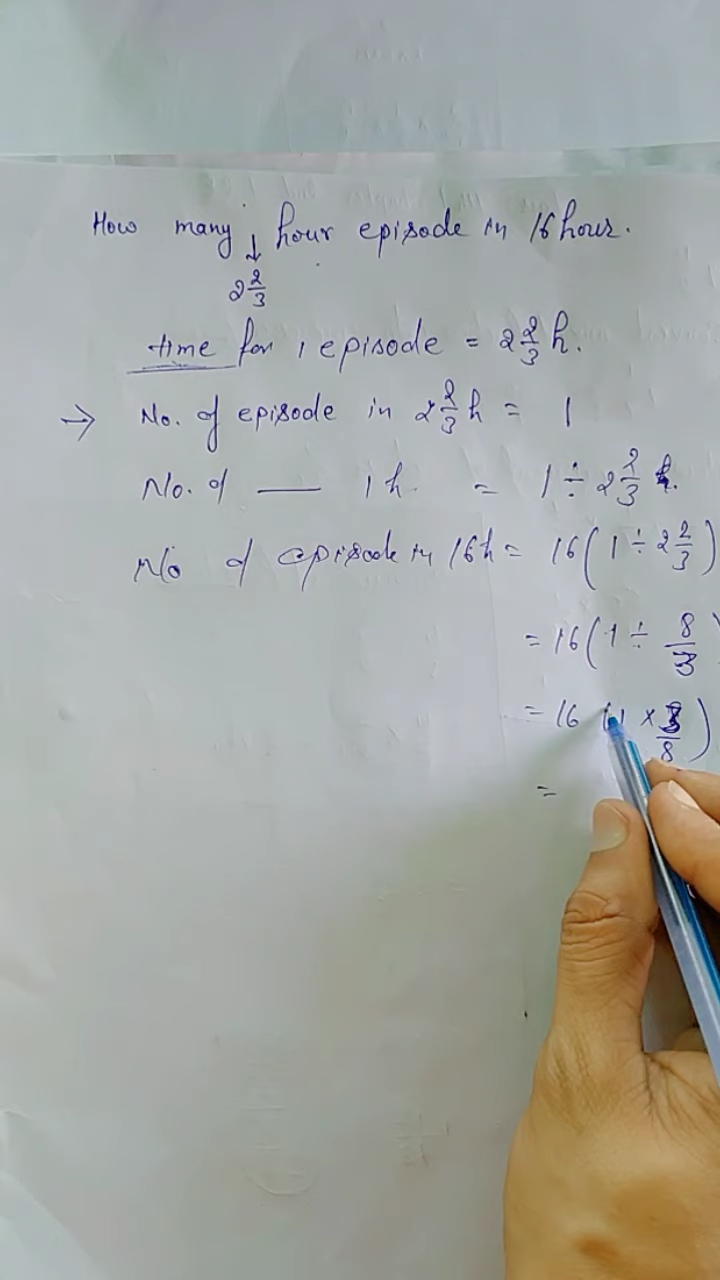 How many ↓ hour episode in 16 hour.
2 2/3
time for 1 episode = 2 2/3 h.
→ No. of episode in 2 2/3 h = 1
No. of — 1 h = 1 ÷ 2 2/3
No of episode in 16h = 16(1 ÷ 2 2/3)
= 16(1 ÷ 8/3)
= 16 (1 × 3/8)
=